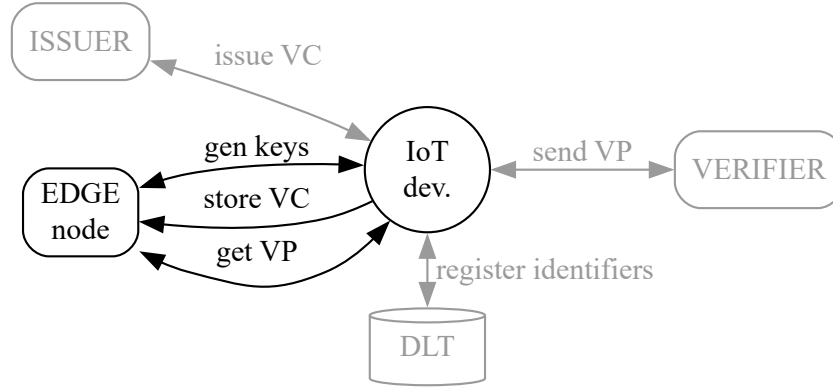 ISSUER
issue VC
gen keys
IoT
dev.
send VP
VERIFIER
EDGE
node
store VC
get VP
register identifiers
DLT